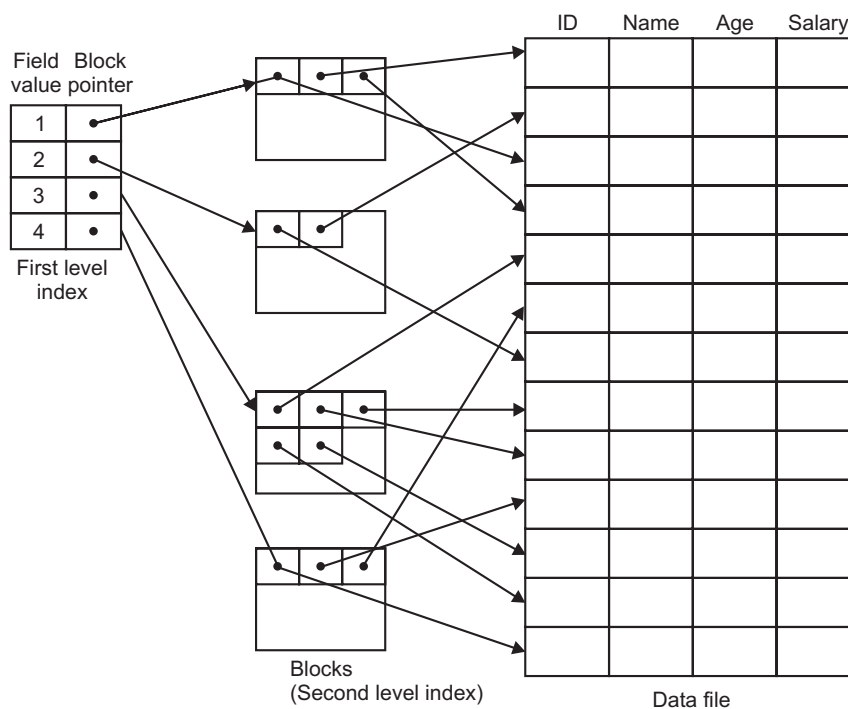 ID Name Age Salary
Field Block
value pointer
1
2
3
4
First level
index
Blocks
(Second level index)
Data file